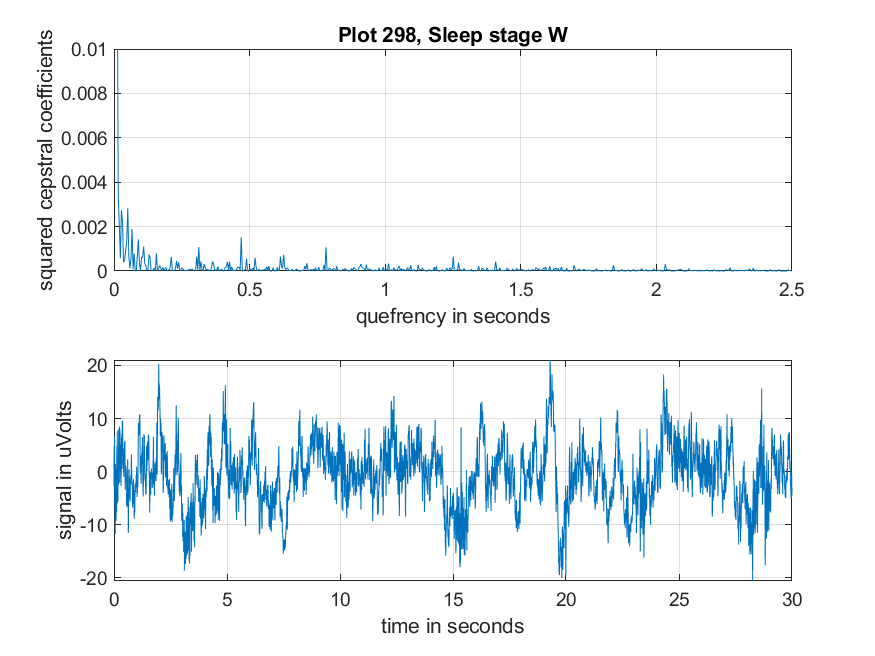 Plot 298, Sleep stage W
squared cepstral coefficients
0.01
0.008
0.006
0.004
0.002
0
0 0.5 1 1.5 2 2.5
quefrency in seconds
signal in uVolts
20
10
0
-10
-20
0 5 10 15 20 25 30
time in seconds